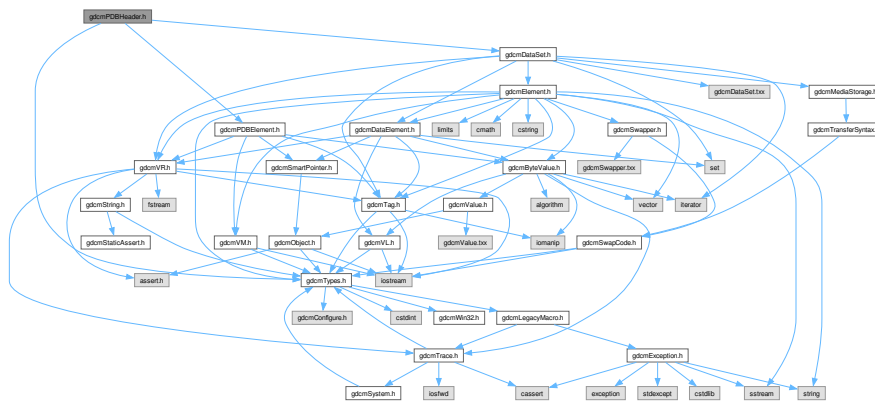 gdcmPDBHeader.h
gdcmDataSet.h
gdcmElement.h
gdcmDataSet.txx
gdcmMediaStorage.h
gdcmPDBElement.h
gdcmDataElement.h
limits
cmath
cstring
gdcmSwapper.h
gdcmTransferSyntax.
gdcmVR.h
gdcmSmartPointer.h
gdcmByteValue.h
gdcmSwapper.txx
set
gdcmString.h
fstream
gdcmTag.h
gdcmValue.h
algorithm
vector
iterator
gdcmStaticAssert.h
gdcmVM.h
gdcmObject.h
gdcmVL.h
gdcmValue.txx
iomanip
gdcmSwapCode.h
assert.h
gdcmTypes.h
iostream
gdcmConfigure.h
cstdint
gdcmWin32.h
gdcmLegacyMacro.h
gdcmTrace.h
gdcmException.h
gdcmSystem.h
iosfwd
cassert
exception
stdexcept
cstdlib
sstream
string